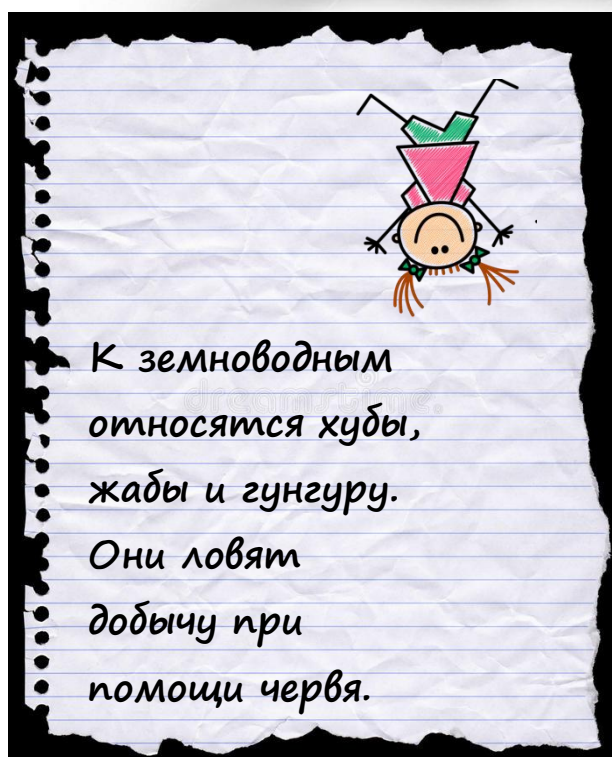 К земноводным
относятся хубы,
жабы и гунгуру.
Они ловят
добычу при
помощи червя.